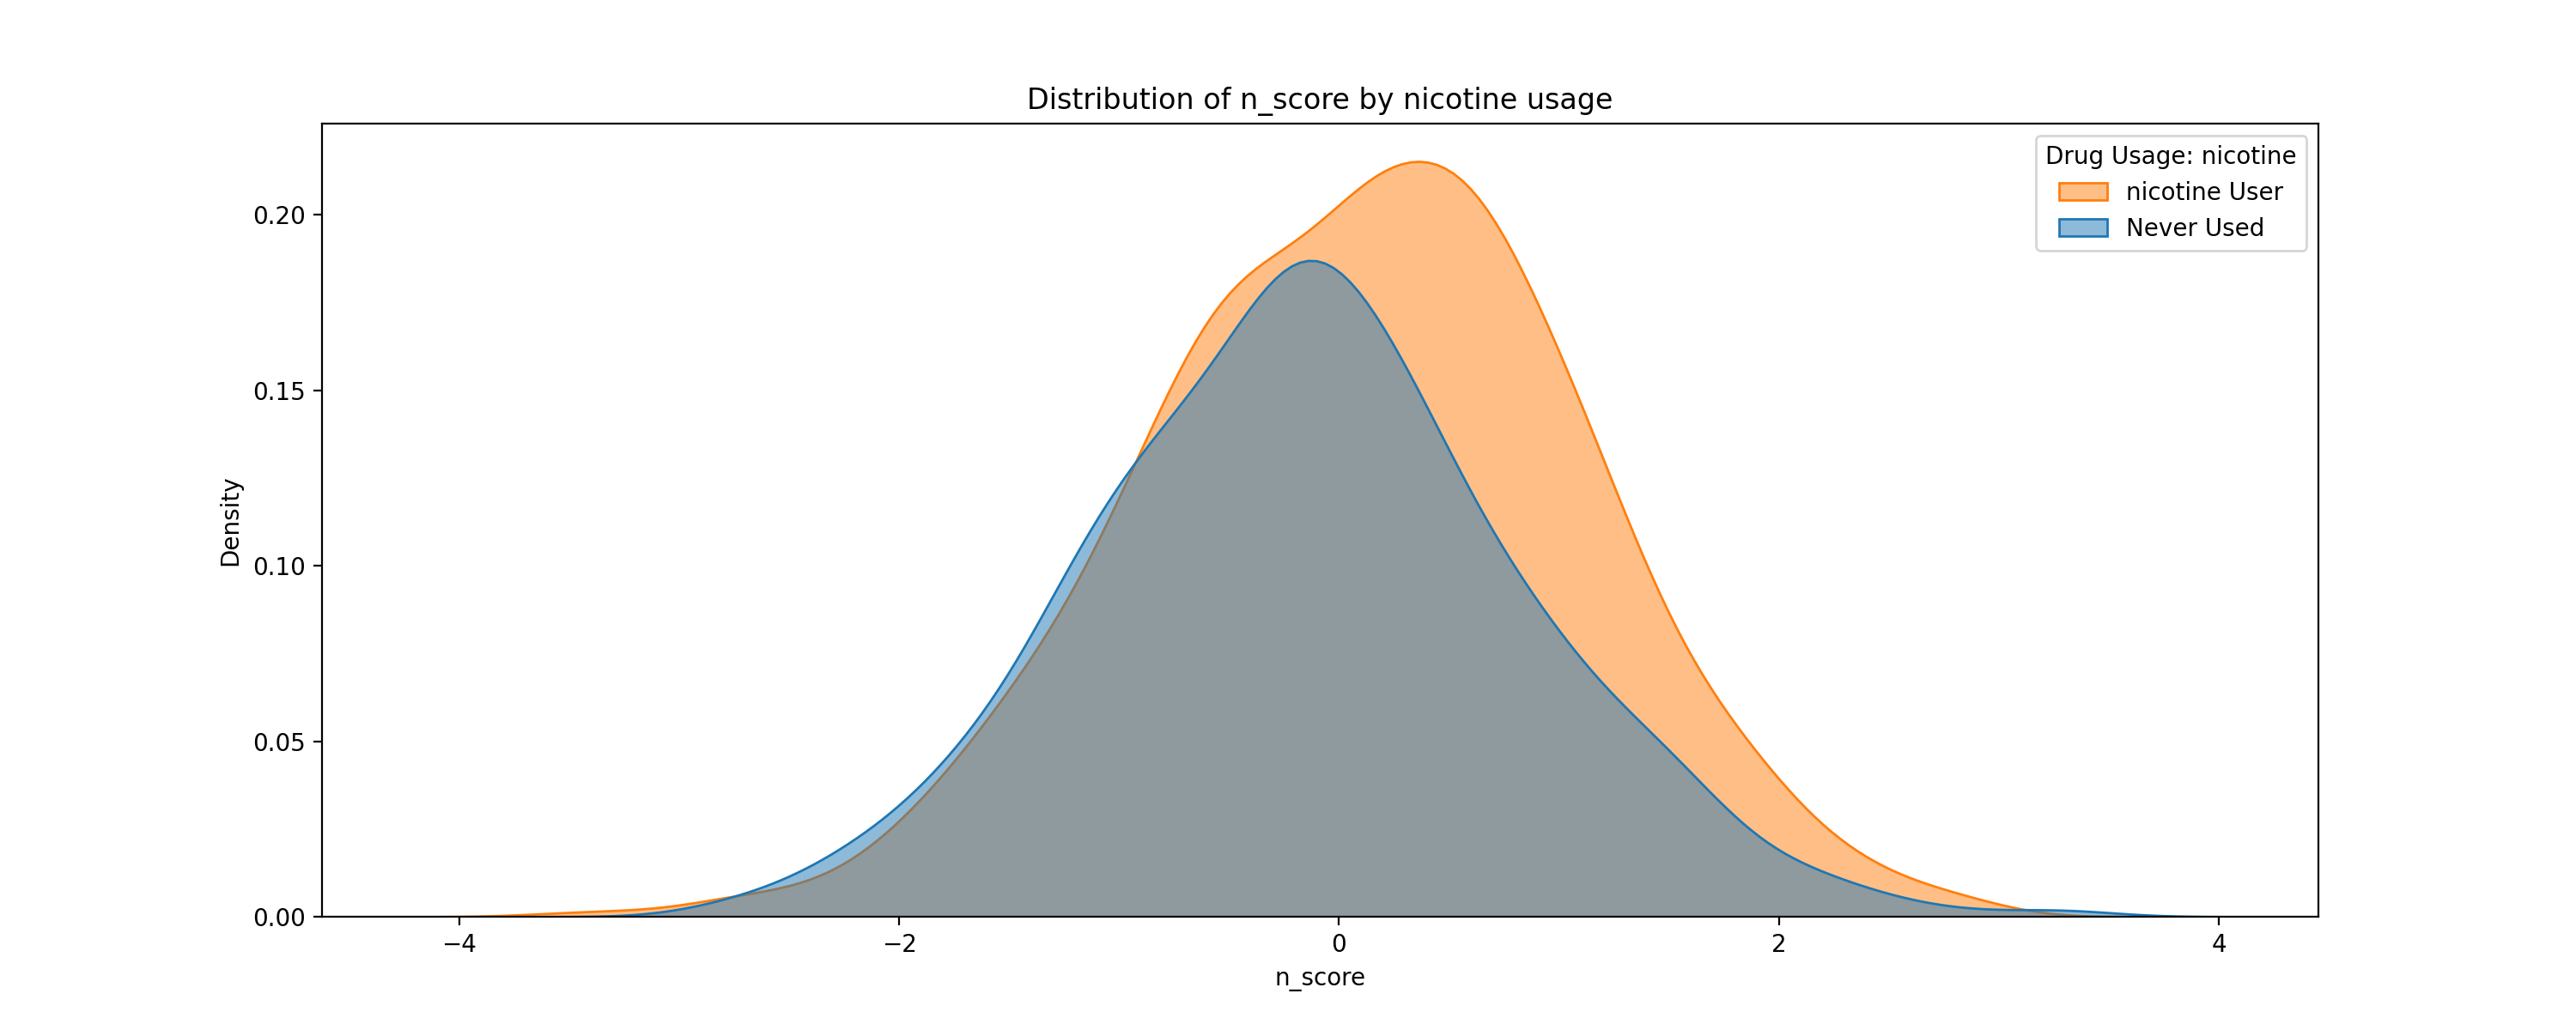 Distribution of n_score by nicotine usage
Drug Usage: nicotine
nicotine User
Never Used
Density
0.20
0.15
0.10
0.05
0.00
−4 −2 0 2 4
n_score